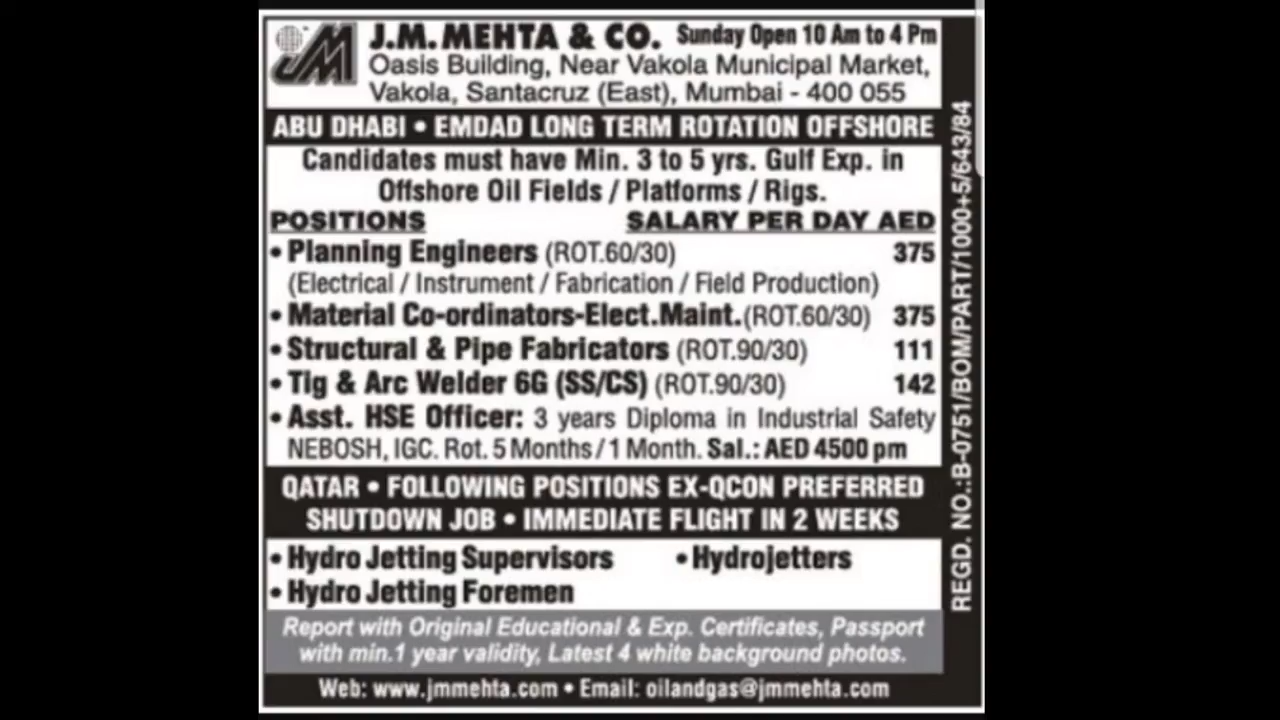 JM
J.M. MEHTA & CO. Sunday Open 10 Am to 4 Pm
Oasis Building, Near Vakola Municipal Market,
Vakola, Santacruz (East), Mumbai - 400 055
ABU DHABI • EMDAD LONG TERM ROTATION OFFSHORE
Candidates must have Min. 3 to 5 yrs. Gulf Exp. in
Offshore Oil Fields / Platforms / Rigs.
POSITIONS SALARY PER DAY AED
• Planning Engineers (ROT.60/30) 375
(Electrical / Instrument / Fabrication / Field Production)
• Material Co-ordinators-Elect.Maint.(ROT.60/30) 375
• Structural & Pipe Fabricators (ROT.90/30) 111
• Tig & Arc Welder 6G (SS/CS) (ROT.90/30) 142
• Asst. HSE Officer: 3 years Diploma in Industrial Safety
NEBOSH, IGC. Rot. 5 Months / 1 Month. Sal.: AED 4500 pm
QATAR • FOLLOWING POSITIONS EX-QCON PREFERRED
SHUTDOWN JOB • IMMEDIATE FLIGHT IN 2 WEEKS
• Hydro Jetting Supervisors • Hydrojetters
• Hydro Jetting Foremen
Report with Original Educational & Exp. Certificates, Passport
with min.1 year validity, Latest 4 white background photos.
Web: www.jmmehta.com • Email: oilandgas@jmmehta.com
REGD. NO.:B-0751/BOM/PART/1000+5/643/84